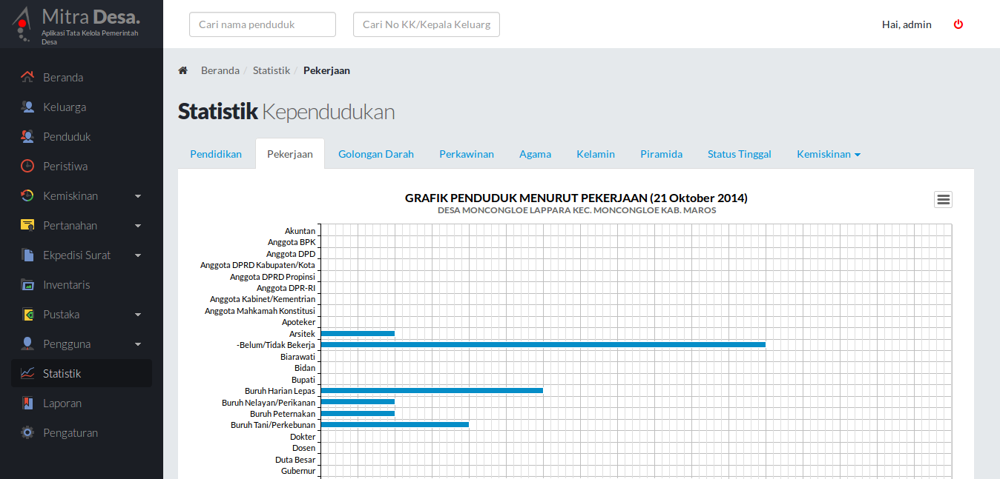 Mitra Desa.
Aplikasi Tata Kelola Pemerintah
Desa
Cari nama penduduk
Cari No KK/Kepala Keluarg
Hai, admin
Beranda
Keluarga
Penduduk
Peristiwa
Kemiskinan
Pertanahan
Ekpedisi Surat
Inventaris
Pustaka
Pengguna
Statistik
Laporan
Pengaturan
Beranda / Statistik / Pekerjaan
Statistik Kependudukan
Pendidikan
Pekerjaan
Golongan Darah
Perkawinan
Agama
Kelamin
Piramida
Status Tinggal
Kemiskinan
GRAFIK PENDUDUK MENURUT PEKERJAAN (21 Oktober 2014)
DESA MONCONGLOE LAPPARA KEC. MONCONGLOE KAB. MAROS
Akuntan
Anggota BPK
Anggota DPD
Anggota DPRD Kabupaten/Kota
Anggota DPRD Propinsi
Anggota DPR-RI
Anggota Kabinet/Kementrian
Anggota Mahkamah Konstitusi
Apoteker
Arsitek
-Belum/Tidak Bekerja
Biarawati
Bidan
Bupati
Buruh Harian Lepas
Buruh Nelayan/Perikanan
Buruh Peternakan
Buruh Tani/Perkebunan
Dokter
Dosen
Duta Besar
Gubernur